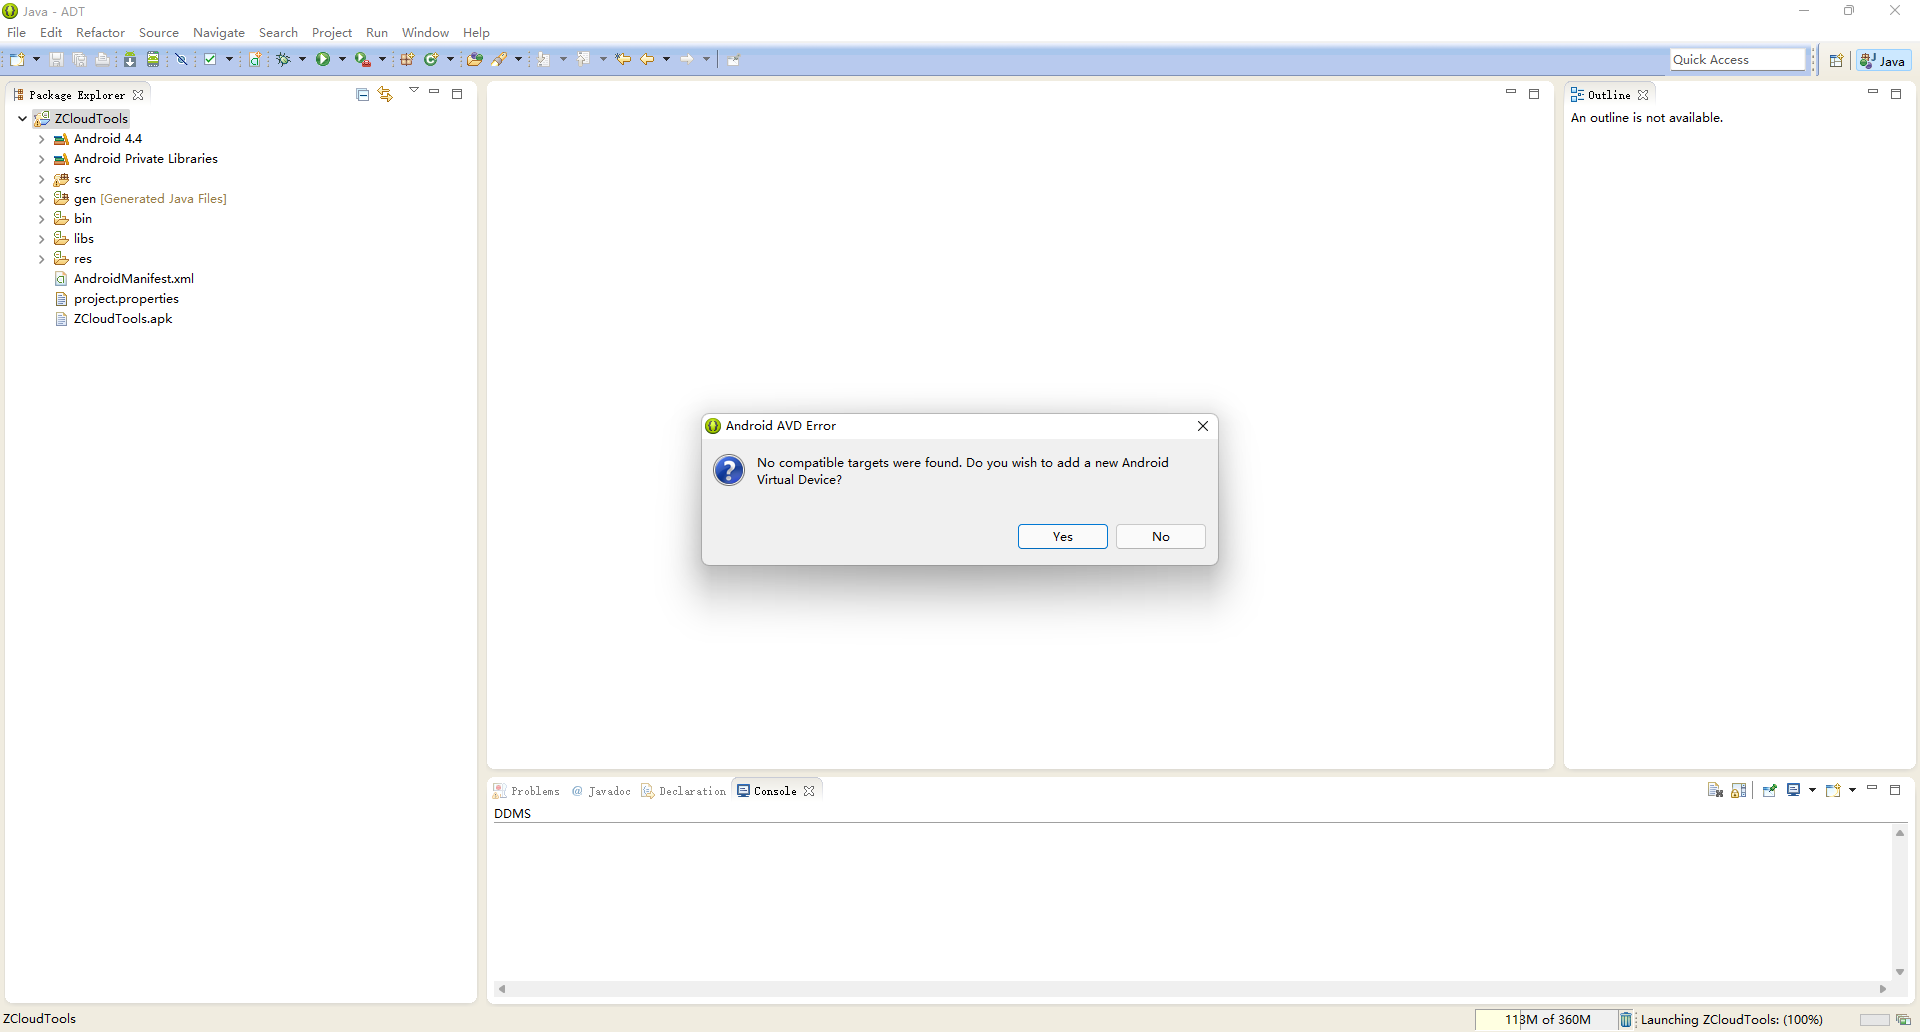 Java - ADT
File Edit Refactor Source Navigate Search Project Run Window Help
Quick Access
Java
Package Explorer
ZCloudTools
Android 4.4
Android Private Libraries
src
gen [Generated Java Files]
bin
libs
res
AndroidManifest.xml
project.properties
ZCloudTools.apk
Outline
An outline is not available.
Android AVD Error
No compatible targets were found. Do you wish to add a new Android
Virtual Device?
Yes No
Problems @ Javadoc Declaration Console
DDMS
ZCloudTools
113M of 360M
Launching ZCloudTools: (100%)